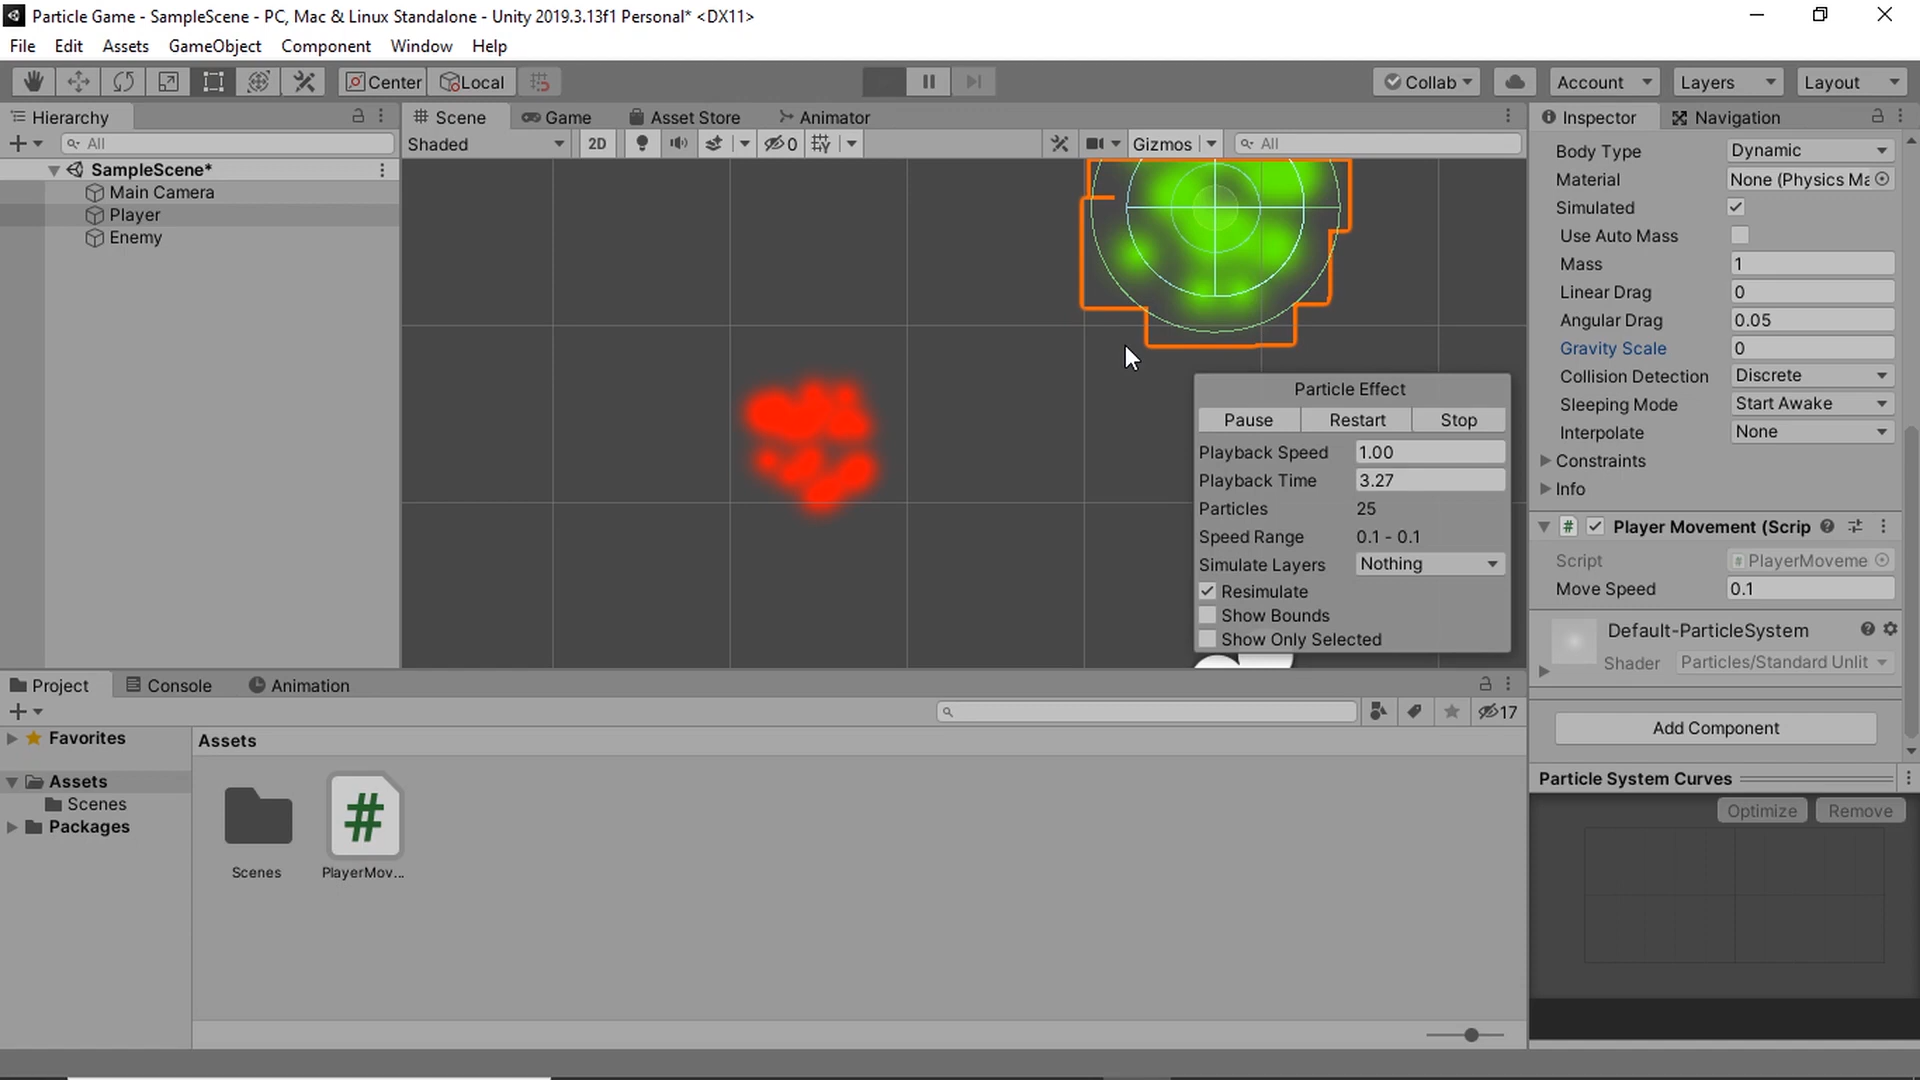 Particle Game - SampleScene - PC, Mac & Linux Standalone - Unity 2019.3.13f1 Personal* <DX11>
File Edit Assets GameObject Component Window Help
Center Local Collab Account Layers Layout
Hierarchy
All
SampleScene*
Main Camera
Player
Enemy
Scene Game Asset Store Animator
Shaded 2D 0 Gizmos All
Particle Effect
Pause Restart Stop
Playback Speed 1.00
Playback Time 3.27
Particles 25
Speed Range 0.1 - 0.1
Simulate Layers Nothing
Resimulate
Show Bounds
Show Only Selected
Inspector Navigation
Body Type Dynamic
Material None (Physics Ma
Simulated
Use Auto Mass
Mass 1
Linear Drag 0
Angular Drag 0.05
Gravity Scale 0
Collision Detection Discrete
Sleeping Mode Start Awake
Interpolate None
Constraints
Info
# Player Movement (Scrip
Script PlayerMoveme
Move Speed 0.1
Default-ParticleSystem
Shader Particles/Standard Unlit
Add Component
Particle System Curves
Optimize Remove
Project Console Animation
17
Favorites
Assets
Scenes
Packages
Assets
#
Scenes PlayerMov...